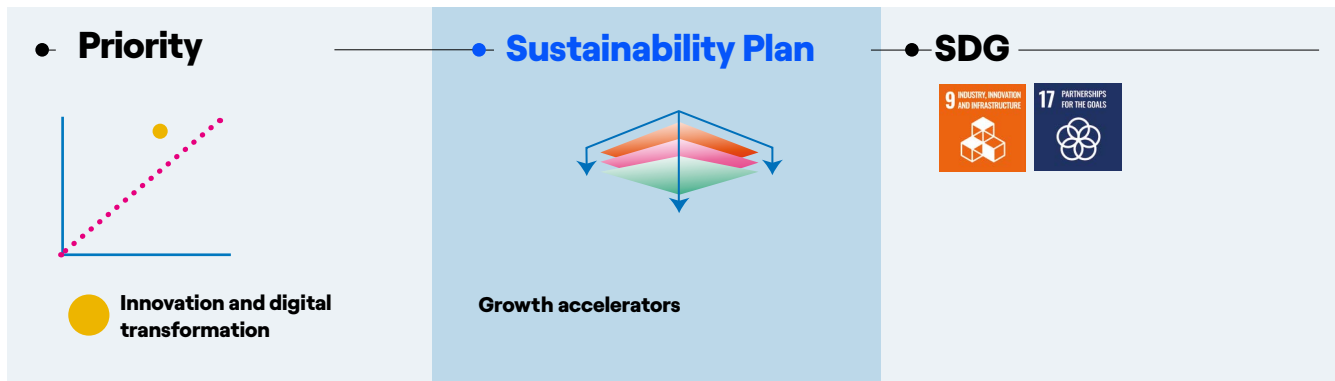 Priority
Sustainability Plan
SDG
9 INDUSTRY, INNOVATION
AND INFRASTRUCTURE
17 PARTNERSHIPS
FOR THE GOALS
Innovation and digital
transformation
Growth accelerators